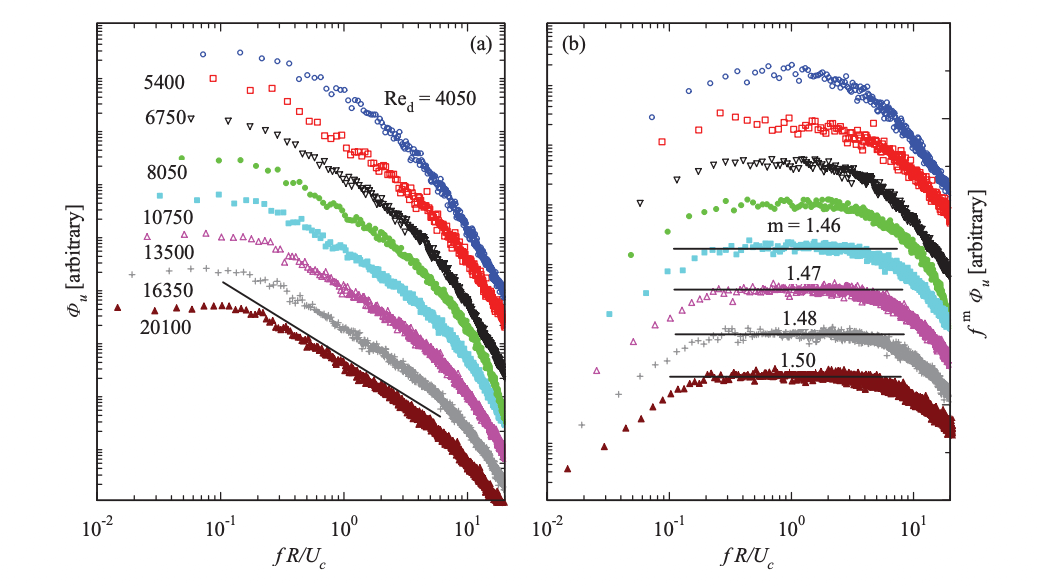 (a)
Re_d = 4050
5400
6750
8050
10750
13500
16350
20100
Φ_u [arbitrary]
10^-2
10^-1
10^0
10^1
f R/U_c
(b)
m = 1.46
1.47
1.48
1.50
f^m Φ_u [arbitrary]
10^-2
10^-1
10^0
10^1
f R/U_c